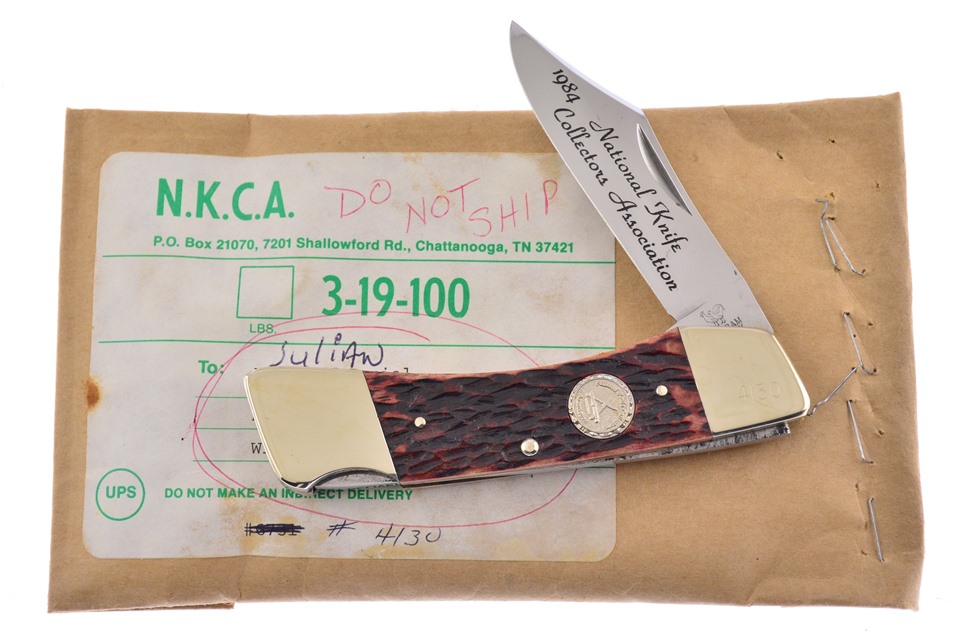 N.K.C.A.
DO NOT SHIP
P.O. Box 21070, 7201 Shallowford Rd., Chattanooga, TN 37421
3-19-100
LBS.
To: JuliAN
W.
UPS
DO NOT MAKE AN INDIRECT DELIVERY
# 4130
1984 National Knife
Collectors Association
4130